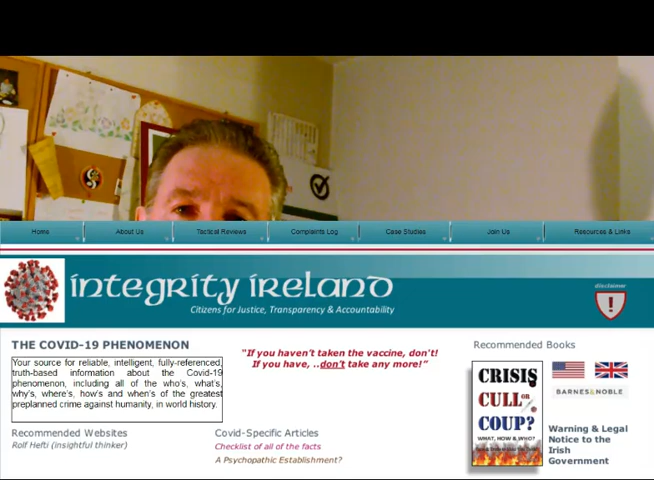 Home About Us Tactical Reviews Complaints Log Case Studies Join Us Resources & Links
integrity ireland
Citizens for Justice, Transparency & Accountability
disclaimer
!
THE COVID-19 PHENOMENON
Your source for reliable, intelligent, fully-referenced,
truth-based information about the Covid-19
phenomenon, including all of the who's, what's,
why's, where's, how's and when's of the greatest
preplanned crime against humanity, in world history.
Recommended Websites
Rolf Hefti (insightful thinker)
"If you haven't taken the vaccine, don't!
If you have, ..don't take any more!"
Covid-Specific Articles
Checklist of all of the facts
A Psychopathic Establishment?
Recommended Books
CRISIS
CULL OR
COUP?
WHAT, HOW & WHO?
BARNES&NOBLE
Warning & Legal
Notice to the
Irish
Government